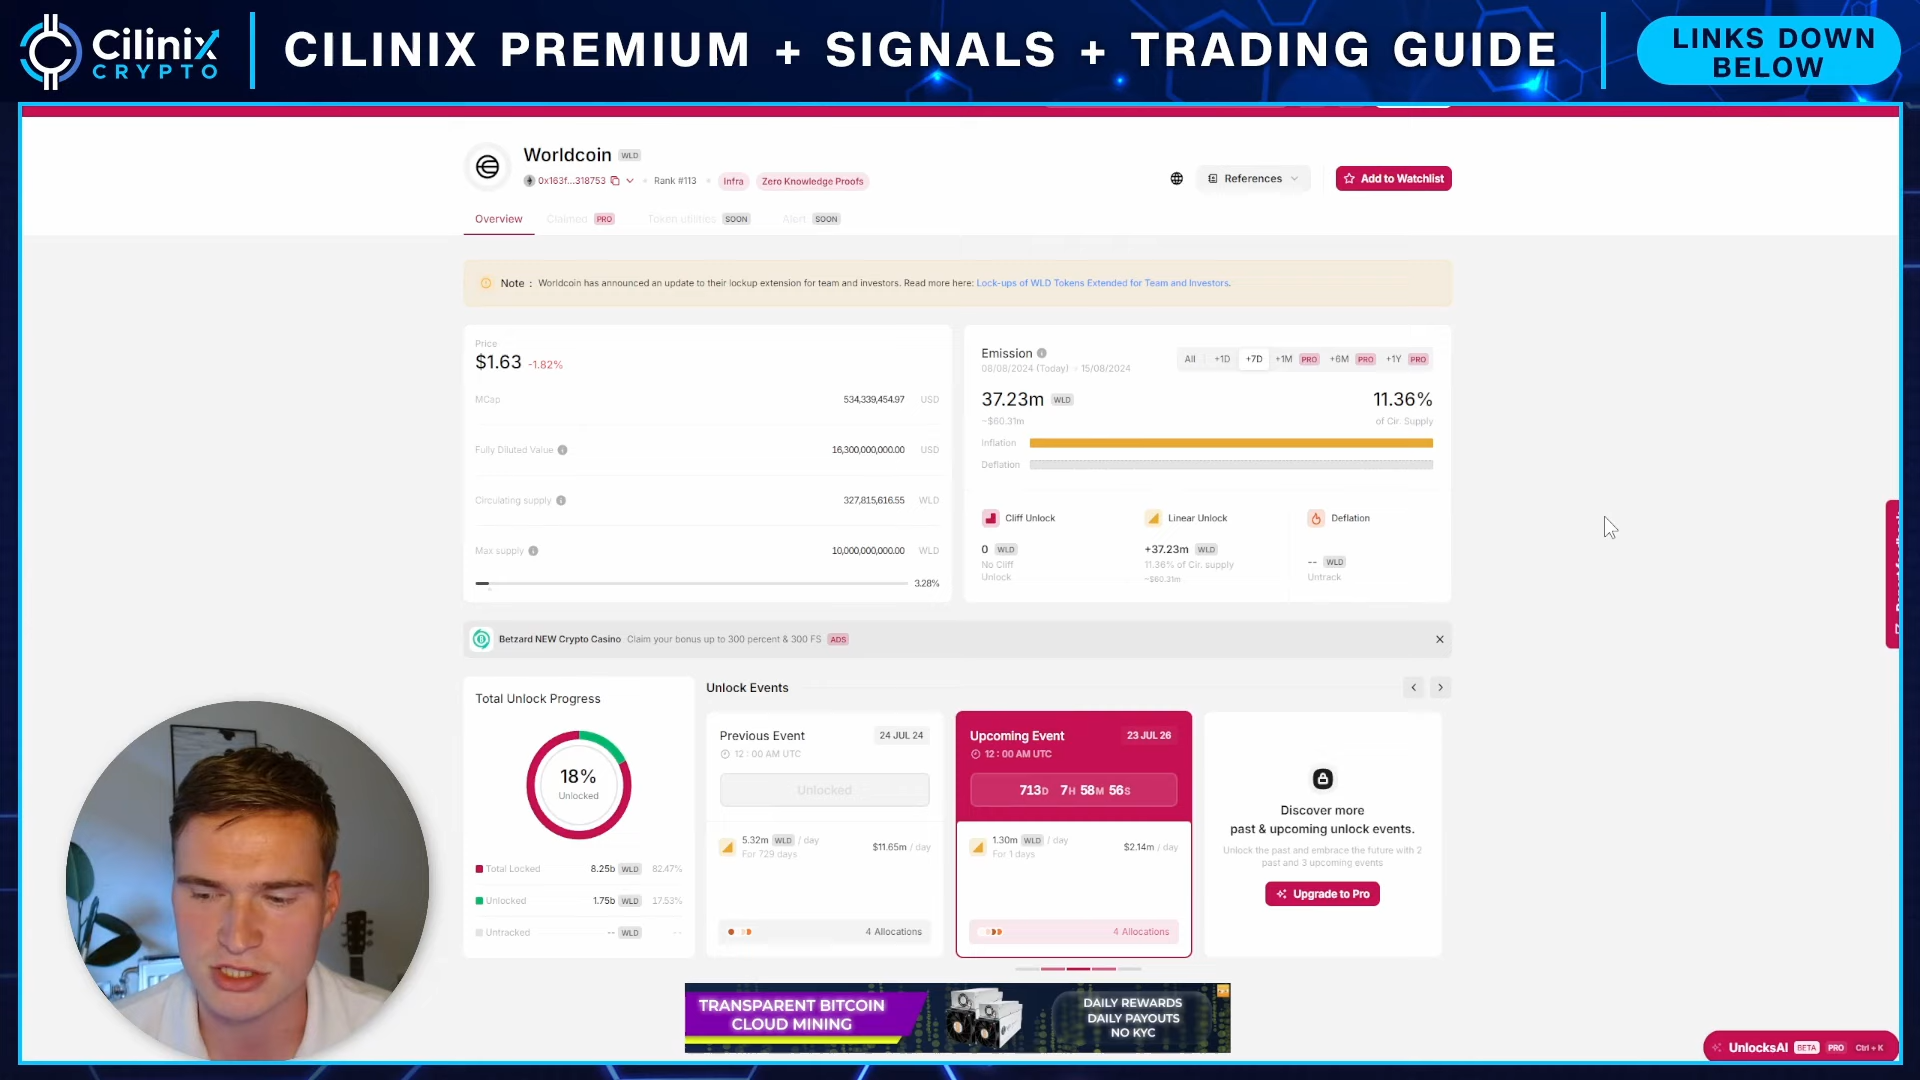 Cilinix
CRYPTO
CILINIX PREMIUM + SIGNALS + TRADING GUIDE
LINKS DOWN
BELOW
Worldcoin WLD
0x163f...318753 Rank #113 Infra Zero Knowledge Proofs
References
Add to Watchlist
Overview Claimed PRO Token utilities SOON Alert SOON
Note : Worldcoin has announced an update to their lockup extension for team and investors. Read more here: Lock-ups of WLD Tokens Extended for Team and Investors.
Price
$1.63 -1.82%
MCap 534,339,454.97 USD
Fully Diluted Value 16,300,000,000.00 USD
Circulating supply 327,815,616.55 WLD
Max supply 10,000,000,000.00 WLD
3.28%
Emission
All +1D +7D +1M PRO +6M PRO +1Y PRO
08/08/2024 (Today) - 15/08/2024
37.23m WLD 11.36%
~$60.31m of Cir. Supply
Inflation
Deflation
Cliff Unlock Linear Unlock Deflation
0 WLD +37.23m WLD -- WLD
No Cliff 11.36% of Cir. supply Untrack
Unlock ~$60.31m
Betzard NEW Crypto Casino Claim your bonus up to 300 percent & 300 FS ADS
Total Unlock Progress
18%
Unlocked
Total Locked 8.25b WLD 82.47%
Unlocked 1.75b WLD 17.53%
Untracked -- WLD --
Unlock Events
Previous Event 24 JUL 24
12 : 00 AM UTC
Unlocked
5.32m WLD / day $11.65m / day
For 729 days
4 Allocations
Upcoming Event 23 JUL 26
12 : 00 AM UTC
713D 7H 58M 56S
1.30m WLD / day $2.14m / day
For 1 days
4 Allocations
Discover more
past & upcoming unlock events.
Unlock the past and embrace the future with 2
past and 3 upcoming events
Upgrade to Pro
TRANSPARENT BITCOIN
CLOUD MINING
DAILY REWARDS
DAILY PAYOUTS
NO KYC
UnlocksAI BETA PRO Ctrl + K